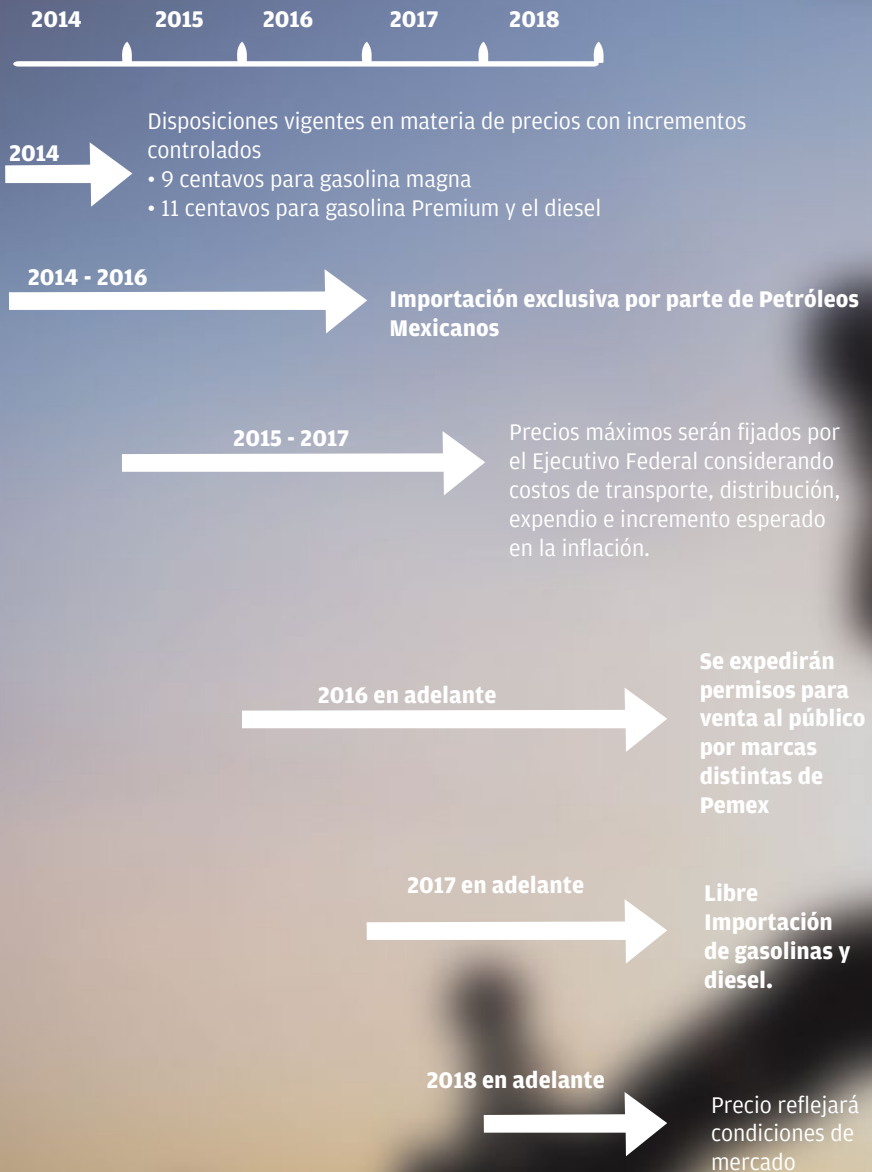 2014 2015 2016 2017 2018
2014
Disposiciones vigentes en materia de precios con incrementos
controlados
• 9 centavos para gasolina magna
• 11 centavos para gasolina Premium y el diesel
2014 - 2016
Importación exclusiva por parte de Petróleos
Mexicanos
2015 - 2017
Precios máximos serán fijados por
el Ejecutivo Federal considerando
costos de transporte, distribución,
expendio e incremento esperado
en la inflación.
2016 en adelante
Se expedirán
permisos para
venta al público
por marcas
distintas de
Pemex
2017 en adelante
Libre
Importación
de gasolinas y
diesel.
2018 en adelante
Precio reflejará
condiciones de
mercado